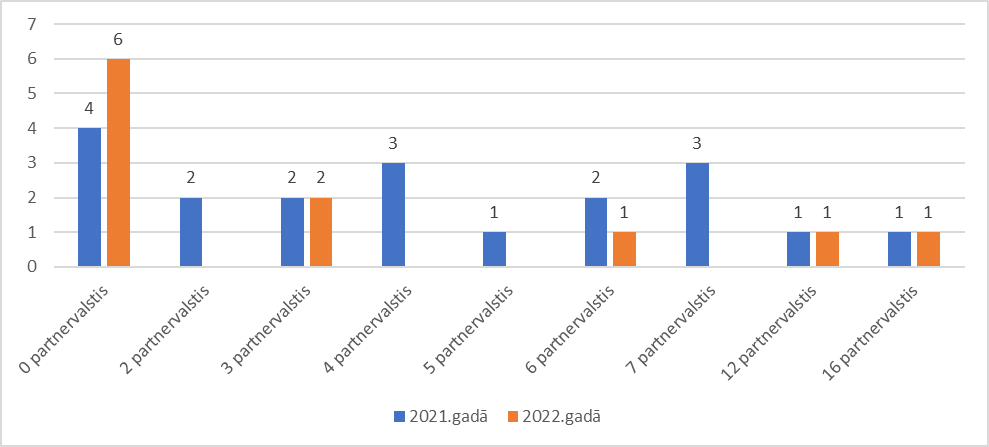 7
6
5
4
3
2
1
0
4
6
2
2
2
3
1
2
1
3
1
1
1
1
0 partnervalstis
2 partnervalstis
3 partnervalstis
4 partnervalstis
5 partnervalstis
6 partnervalstis
7 partnervalstis
12 partnervalstis
16 partnervalstis
2021.gadā
2022.gadā